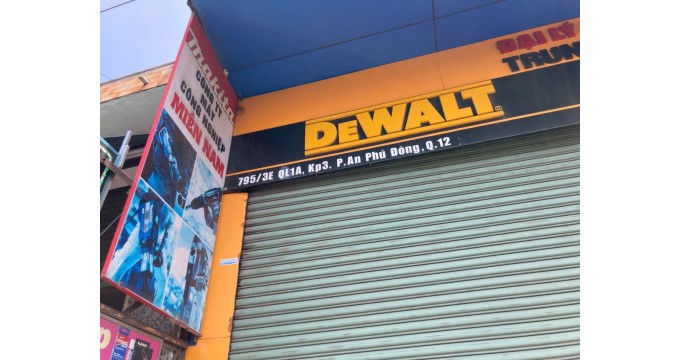 makita
CÔNG TY
MÁY
CÔNG NGHIỆP
MIỀN NAM
ĐẠI LÝ
TRUN
DEWALT
795/3E QL1A, Kp3. P.An Phú Đông, Q.12